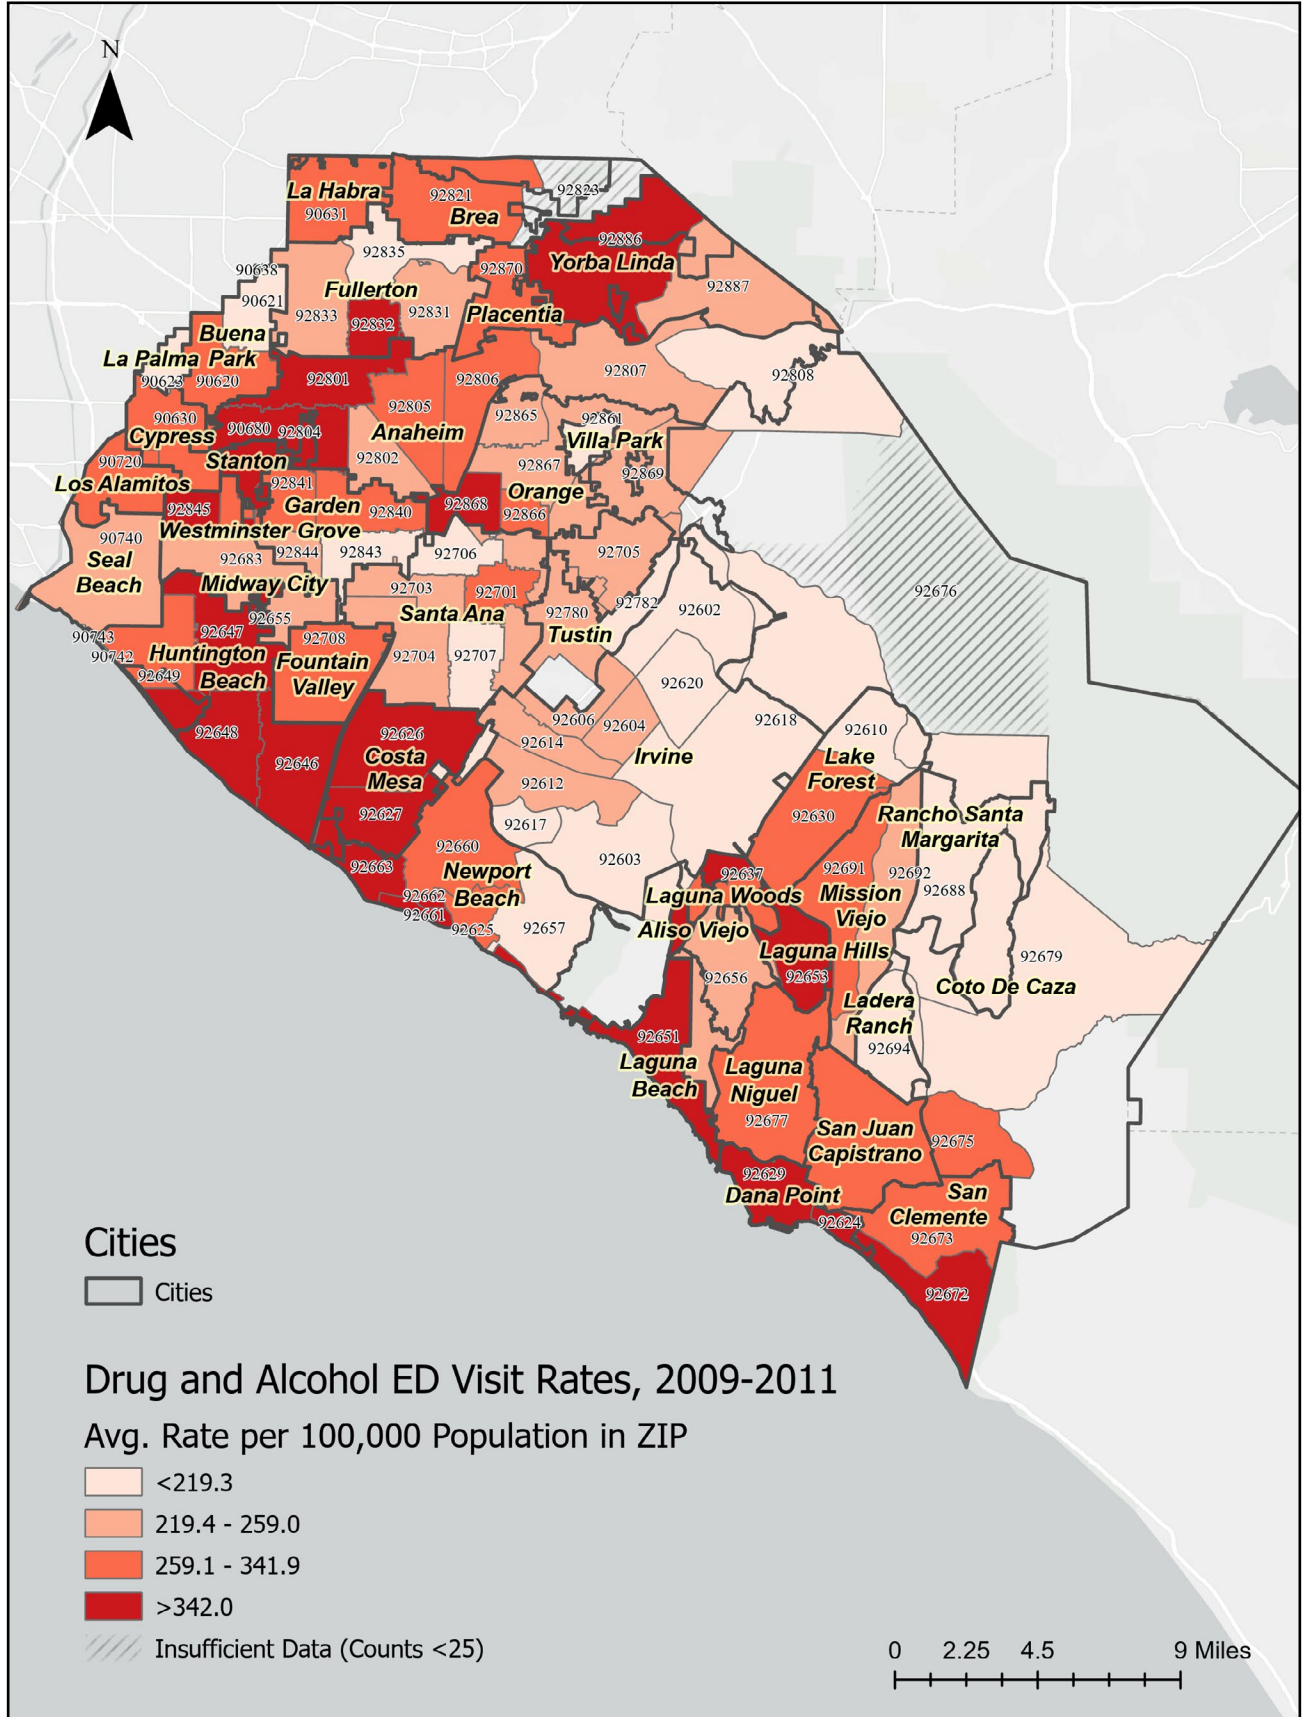 N
La Habra
90631
92821
Brea
92823
92835
90638
92886
Yorba Linda
92870
92887
90621
Fullerton
92833
92832
92831
Placentia
Buena
La Palma Park
90623
90620
92801
92806
92807
92808
92805
90630
Cypress
90680
92804
Anaheim
92865
92861
Villa Park
Stanton
92802
92867
92869
90720
Los Alamitos
92841
Garden
Orange
92845
92840
92868
92866
Westminster Grove
90740
92683
92844
92843
92706
92705
Seal
Beach
Midway City
92703
92701
92676
92655
Santa Ana
92780
92782
92602
90743
92647
92708
Tustin
90742
Huntington
Beach
Fountain
Valley
92704
92707
92649
92620
92648
92626
92606
92604
92618
92610
92646
Costa
Mesa
92614
Irvine
Lake
Forest
92612
92627
92617
92630
Rancho Santa
Margarita
92660
92603
92663
Newport
Beach
92637
92691
92692
92688
92662
92661
Laguna Woods
Mission
Viejo
92625
92657
Aliso Viejo
Laguna Hills
92679
92656
92653
Coto De Caza
Ladera
Ranch
92651
92694
Laguna
Beach
Laguna
Niguel
92677
San Juan
Capistrano
92675
92629
Dana Point
San
Clemente
92624
92673
92672
Cities
Cities
Drug and Alcohol ED Visit Rates, 2009-2011
Avg. Rate per 100,000 Population in ZIP
<219.3
219.4 - 259.0
259.1 - 341.9
>342.0
Insufficient Data (Counts <25)
0 2.25 4.5 9 Miles